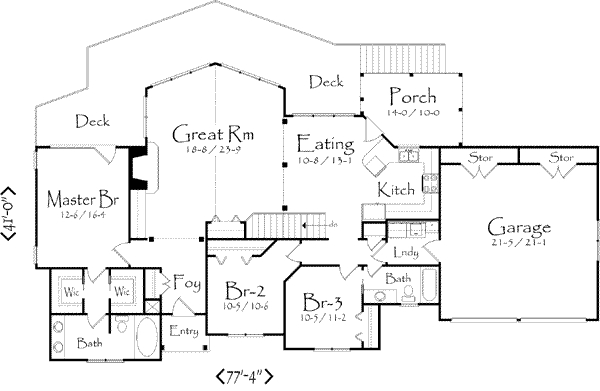 Deck
Porch
14-0/10-0
Deck
Great Rm
18-8/23-9
Eating
10-8/13-1
Stor
Stor
Kitch
Master Br
12-6/16-4
41'-0"
dn
Garage
21-5/21-1
Lndy
Wic
Wic
Foy
Br-2
10-5/10-6
Bath
Br-3
10-5/11-2
Entry
Bath
77'-4"